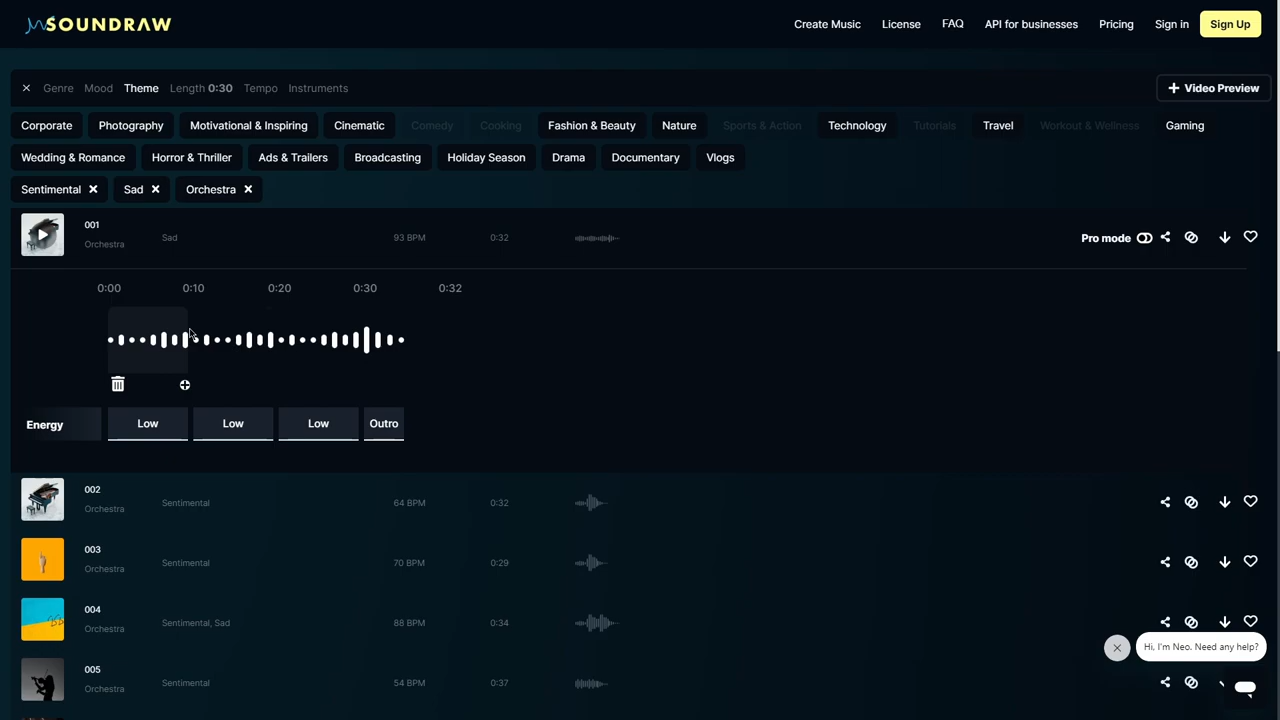 SOUNDRAW
Create Music License FAQ API for businesses Pricing Sign in Sign Up
Genre Mood Theme Length 0:30 Tempo Instruments Video Preview
Corporate Photography Motivational & Inspiring Cinematic Comedy Cooking Fashion & Beauty Nature Sports & Action Technology Tutorials Travel Workout & Wellness Gaming
Wedding & Romance Horror & Thriller Ads & Trailers Broadcasting Holiday Season Drama Documentary Vlogs
Sentimental Sad Orchestra
001
Orchestra Sad 93 BPM 0:32 Pro mode
0:00 0:10 0:20 0:30 0:32
Energy Low Low Low Outro
002
Orchestra Sentimental 64 BPM 0:32
003
Orchestra Sentimental 70 BPM 0:29
004
Orchestra Sentimental, Sad 88 BPM 0:34
Hi, I'm Neo. Need any help?
005
Orchestra Sentimental 54 BPM 0:37